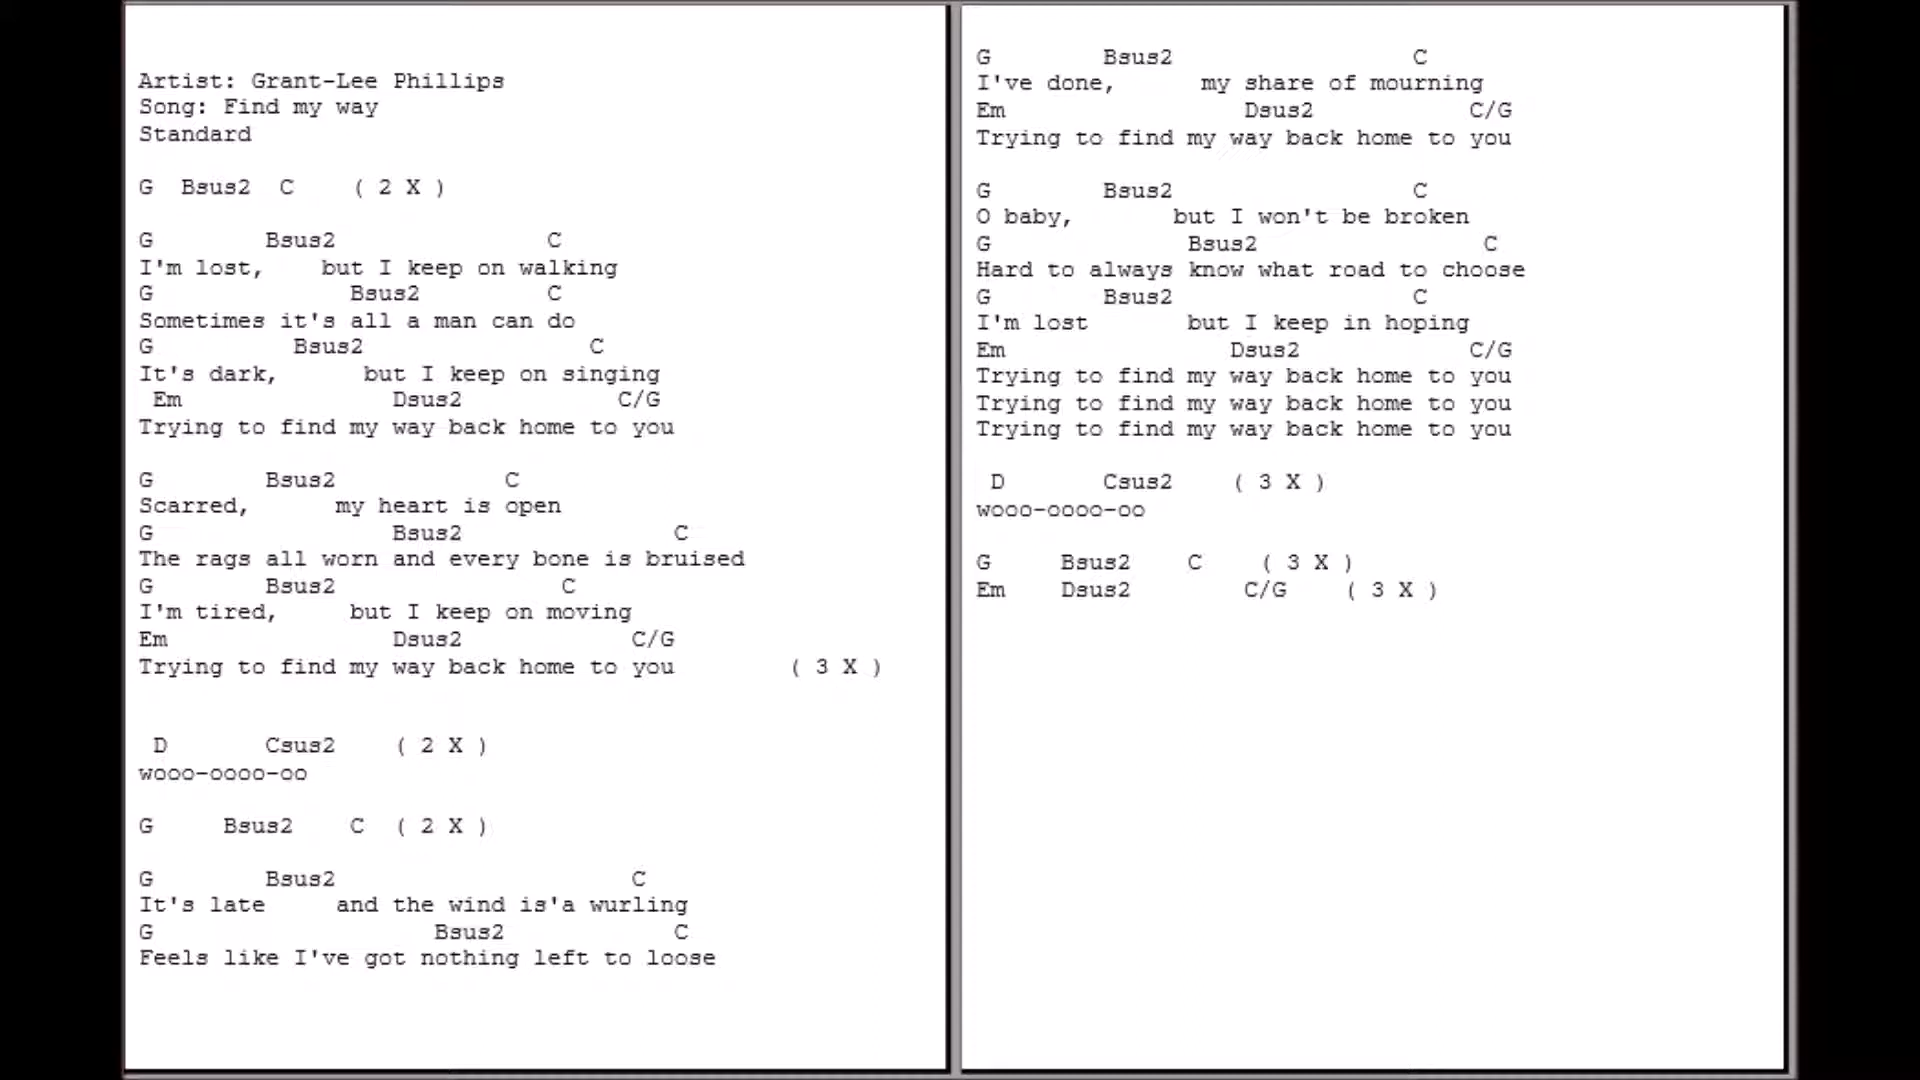 Artist: Grant-Lee Phillips
Song: Find my way
Standard
G Bsus2 C ( 2 X )
G Bsus2 C
I'm lost, but I keep on walking
G Bsus2 C
Sometimes it's all a man can do
G Bsus2 C
It's dark, but I keep on singing
Em Dsus2 C/G
Trying to find my way back home to you
G Bsus2 C
Scarred, my heart is open
G Bsus2 C
The rags all worn and every bone is bruised
G Bsus2 C
I'm tired, but I keep on moving
Em Dsus2 C/G
Trying to find my way back home to you ( 3 X )
D Csus2 ( 2 X )
wooo-oooo-oo
G Bsus2 C ( 2 X )
G Bsus2 C
It's late and the wind is'a wurling
G Bsus2 C
Feels like I've got nothing left to loose
G Bsus2 C
I've done, my share of mourning
Em Dsus2 C/G
Trying to find my way back home to you
G Bsus2 C
O baby, but I won't be broken
G Bsus2 C
Hard to always know what road to choose
G Bsus2 C
I'm lost but I keep in hoping
Em Dsus2 C/G
Trying to find my way back home to you
Trying to find my way back home to you
Trying to find my way back home to you
D Csus2 ( 3 X )
wooo-oooo-oo
G Bsus2 C ( 3 X )
Em Dsus2 C/G ( 3 X )